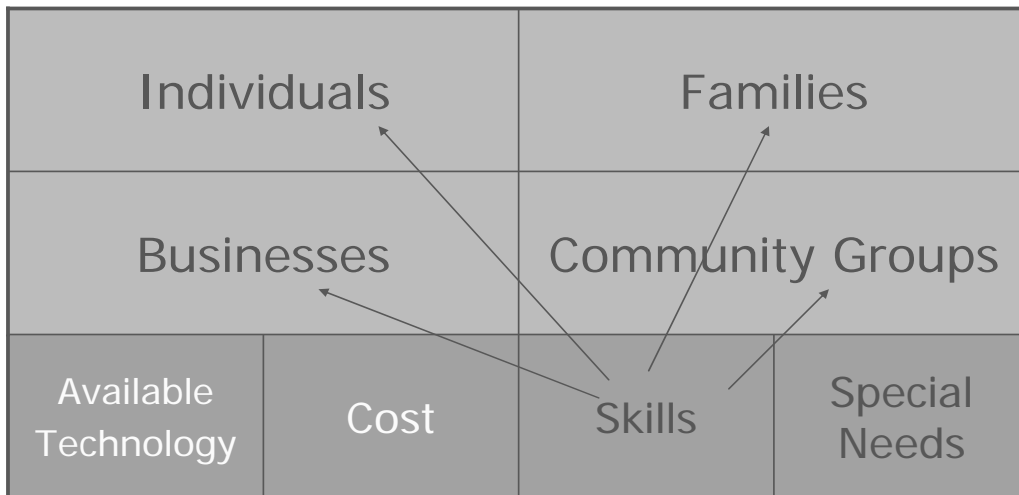 Individuals
Families
Businesses
Community Groups
Available
Technology
Cost
Skills
Special
Needs